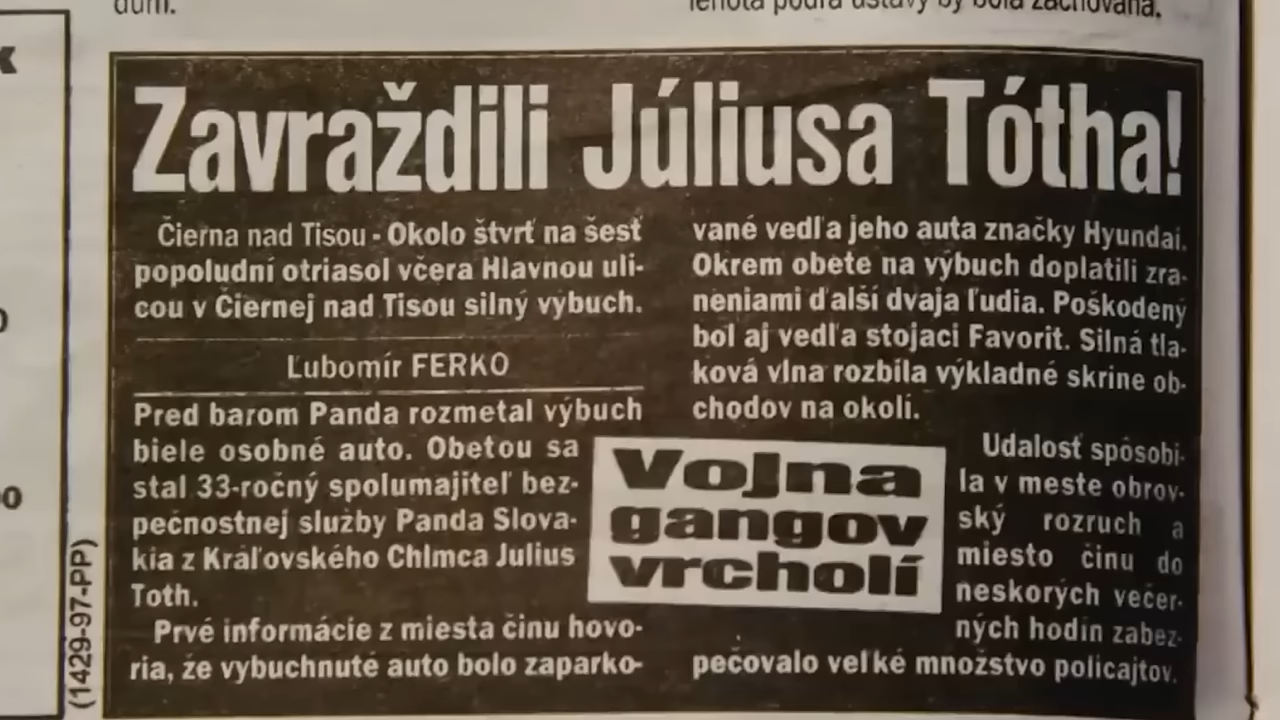 dům.
lehota podľa ústavy by bola zachovaná.
Zavraždili Júliusa Tótha!
Čierna nad Tisou - Okolo štvrť na šesť
popoludní otriasol včera Hlavnou uli-
cou v Čiernej nad Tisou silný výbuch.
Ľubomír FERKO
Pred barom Panda rozmetal výbuch
biele osobné auto. Obeťou sa
stal 33-ročný spolumajiteľ bez-
pečnostnej služby Panda Slova-
kia z Kráľovského Chlmca Julius
Toth.
Prvé informácie z miesta činu hovo-
ria, že vybuchnuté auto bolo zaparko-
vané vedľa jeho auta značky Hyundai.
Okrem obete na výbuch doplatili zra-
neniami ďalší dvaja ľudia. Poškodený
bol aj vedľa stojaci Favorit. Silná tla-
ková vlna rozbila výkladné skrine ob-
chodov na okolí.
Vojna
gangov
vrcholí
Udalosť spôsobi-
la v meste obrov-
ský rozruch a
miesto činu do
neskorých večer-
ných hodín zabez-
pečovalo veľké množstvo policajtov.
(1429-97-PP)